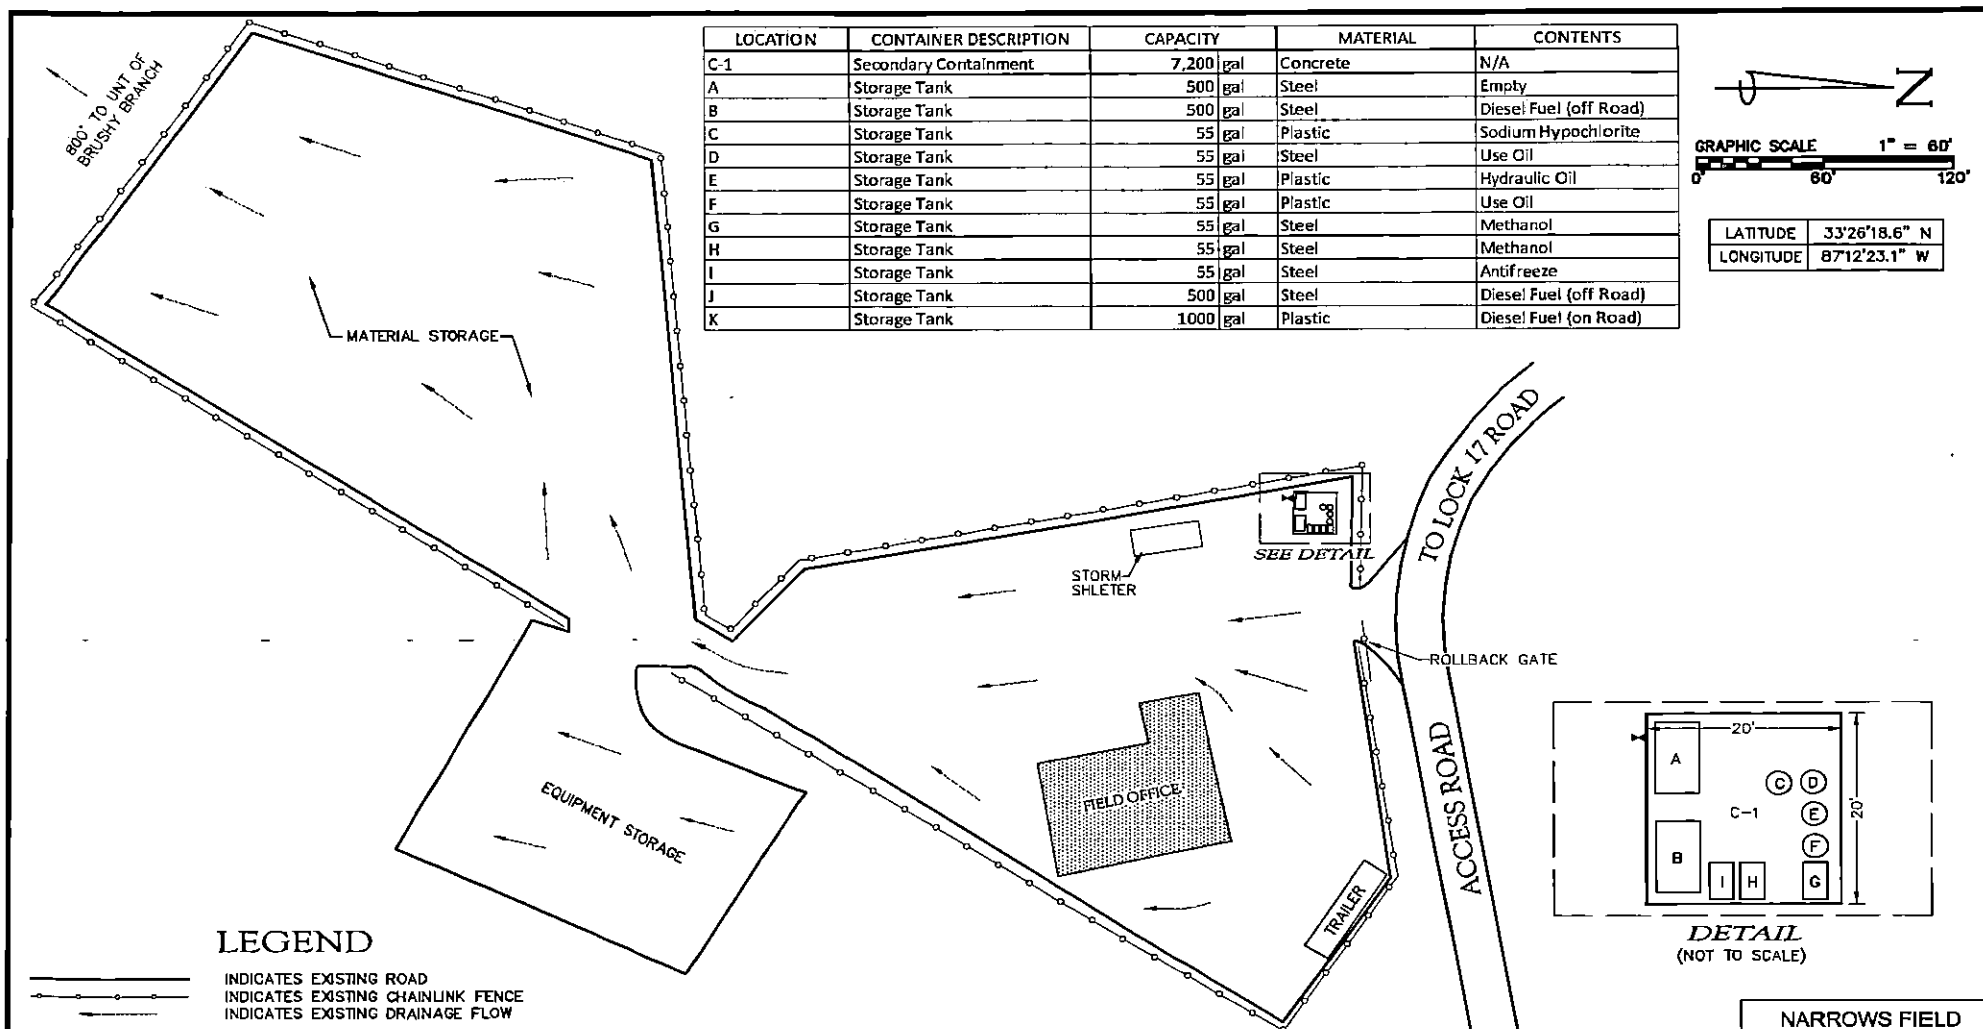 LOCATION CONTAINER DESCRIPTION CAPACITY MATERIAL CONTENTS
C-1 Secondary Containment 7,200 gal Concrete N/A
A Storage Tank 500 gal Steel Empty
B Storage Tank 500 gal Steel Diesel Fuel (off Road)
C Storage Tank 55 gal Plastic Sodium Hypochlorite
D Storage Tank 55 gal Steel Use Oil
E Storage Tank 55 gal Plastic Hydraulic Oil
F Storage Tank 55 gal Plastic Use Oil
G Storage Tank 55 gal Steel Methanol
H Storage Tank 55 gal Steel Methanol
I Storage Tank 55 gal Steel Antifreeze
J Storage Tank 500 gal Steel Diesel Fuel (off Road)
K Storage Tank 1000 gal Plastic Diesel Fuel (on Road)
N
GRAPHIC SCALE 1" = 60'
0' 60' 120'
LATITUDE 33°26'18.6" N
LONGITUDE 87°12'23.1" W
800' TO UNT OF
BRUSHY BRANCH
MATERIAL STORAGE
TO LOCK 17 ROAD
SEE DETAIL
STORM
SHLETER
ROLLBACK GATE
FIELD OFFICE
EQUIPMENT STORAGE
ACCESS ROAD
TRAILER
20'
20'
A
B
C-1
C
D
E
F
I
H
G
DETAIL
(NOT TO SCALE)
LEGEND
INDICATES EXISTING ROAD
INDICATES EXISTING CHAINLINK FENCE
INDICATES EXISTING DRAINAGE FLOW
NARROWS FIELD